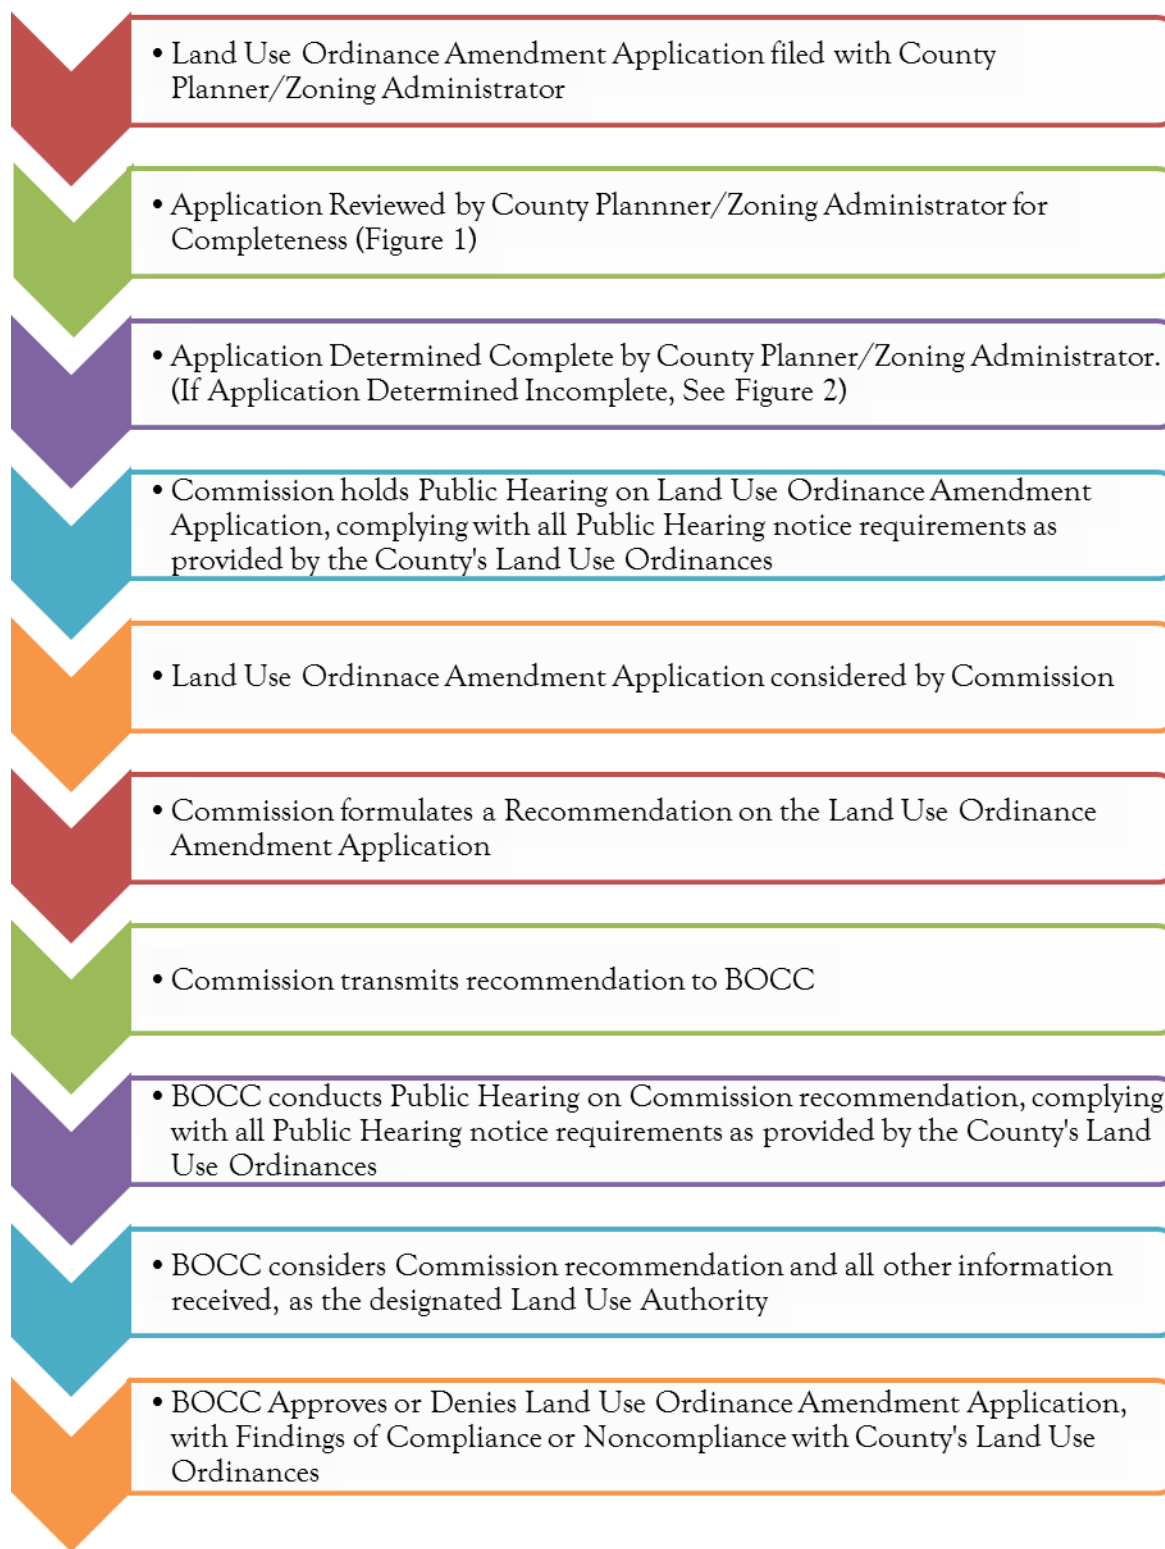 • Land Use Ordinance Amendment Application filed with County
Planner/Zoning Administrator
• Application Reviewed by County Plannner/Zoning Administrator for
Completeness (Figure 1)
• Application Determined Complete by County Planner/Zoning Administrator.
(If Application Determined Incomplete, See Figure 2)
• Commission holds Public Hearing on Land Use Ordinance Amendment
Application, complying with all Public Hearing notice requirements as
provided by the County's Land Use Ordinances
• Land Use Ordinnace Amendment Application considered by Commission
• Commission formulates a Recommendation on the Land Use Ordinance
Amendment Application
• Commission transmits recommendation to BOCC
• BOCC conducts Public Hearing on Commission recommendation, complying
with all Public Hearing notice requirements as provided by the County's Land
Use Ordinances
• BOCC considers Commission recommendation and all other information
received, as the designated Land Use Authority
• BOCC Approves or Denies Land Use Ordinance Amendment Application,
with Findings of Compliance or Noncompliance with County's Land Use
Ordinances